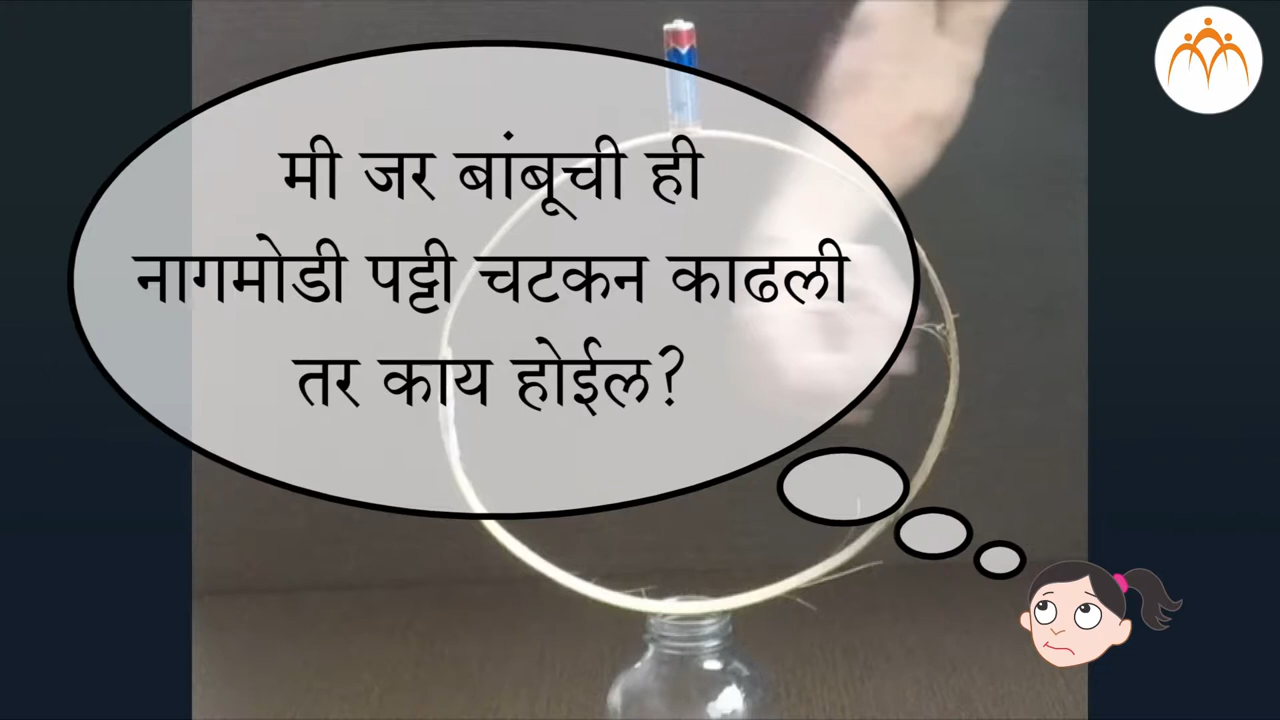 मी जर बांबूची ही
नागमोडी पट्टी चटकन काढली
तर काय होईल?